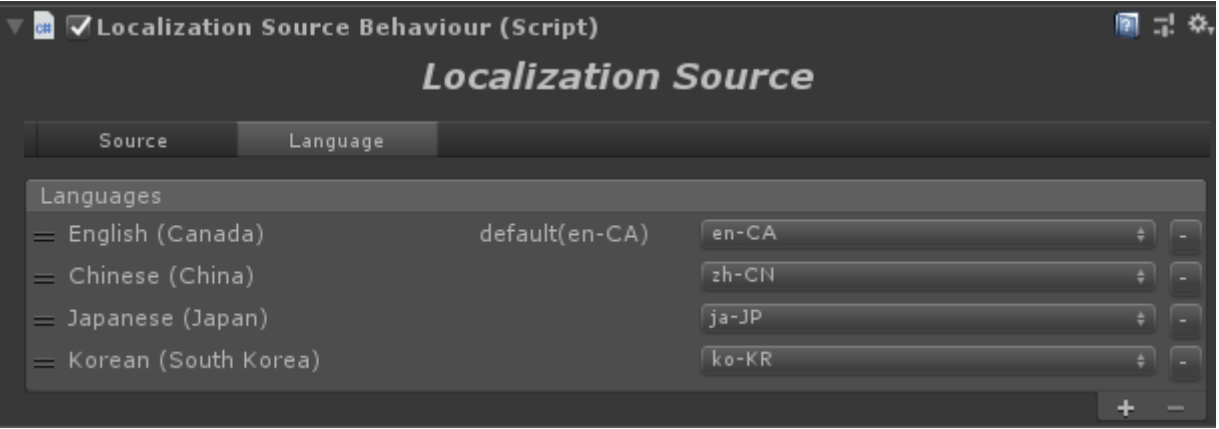 Localization Source Behaviour (Script)
Localization Source
Source Language
Languages
English (Canada) default(en-CA) en-CA -
Chinese (China) zh-CN -
Japanese (Japan) ja-JP -
Korean (South Korea) ko-KR -
+ −